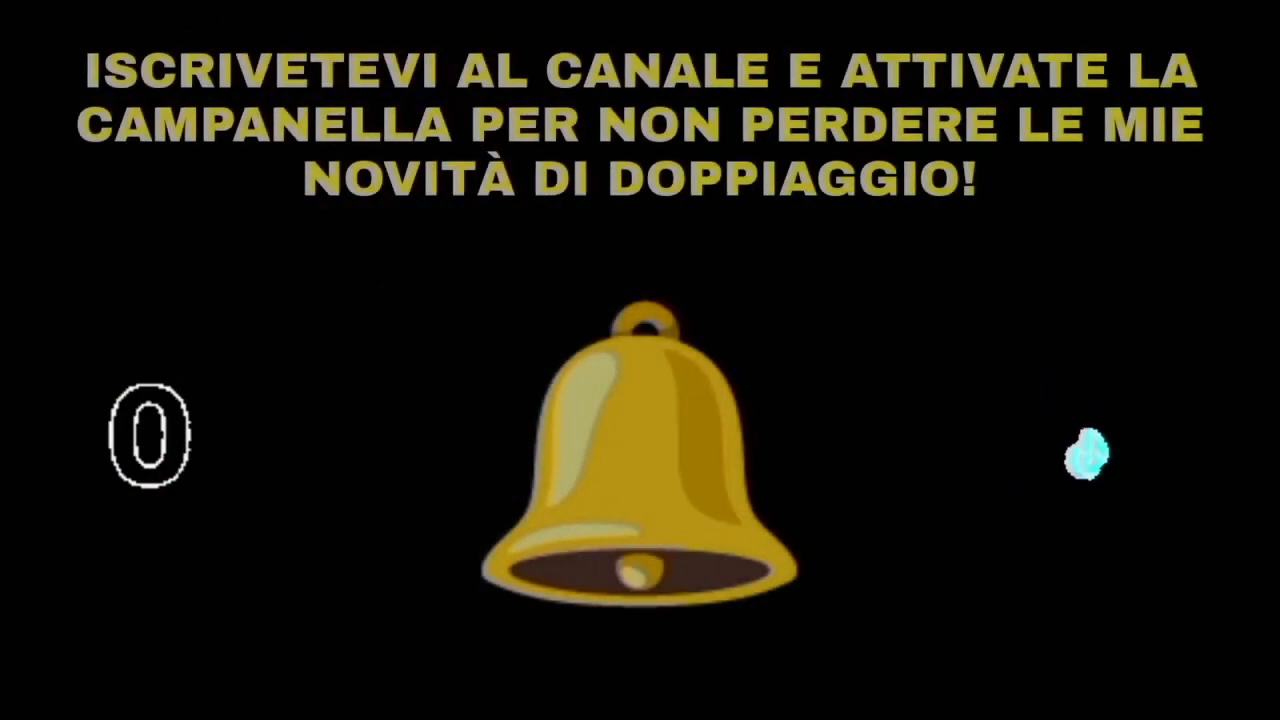 ISCRIVETEVI AL CANALE E ATTIVATE LA
CAMPANELLA PER NON PERDERE LE MIE
NOVITÀ DI DOPPIAGGIO!
0